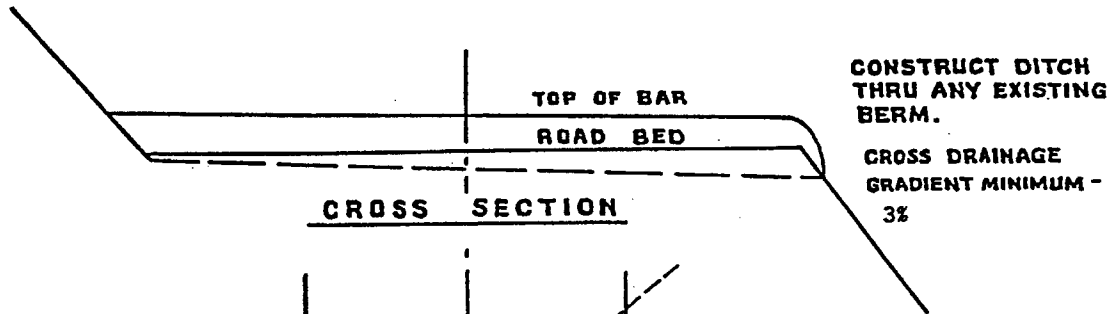 TOP OF BAR
ROAD BED
CROSS SECTION
CONSTRUCT DITCH
THRU ANY EXISTING
BERM.
CROSS DRAINAGE
GRADIENT MINIMUM -
3%